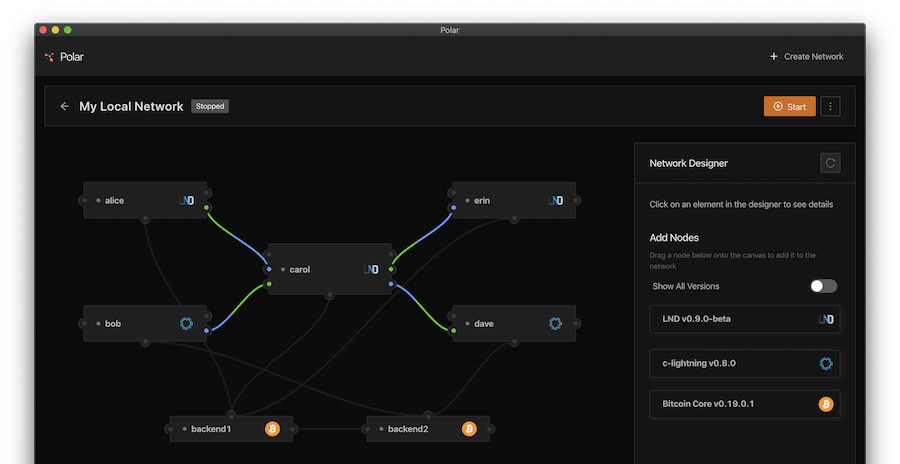 Polar
Polar
Create Network
My Local Network
Stopped
Start
alice
LND
erin
LND
carol
LND
bob
dave
backend1
backend2
Network Designer
Click on an element in the designer to see details
Add Nodes
Drag a node below onto the canvas to add it to the
network
Show All Versions
LND v0.9.0-beta
LND
c-lightning v0.8.0
Bitcoin Core v0.19.0.1